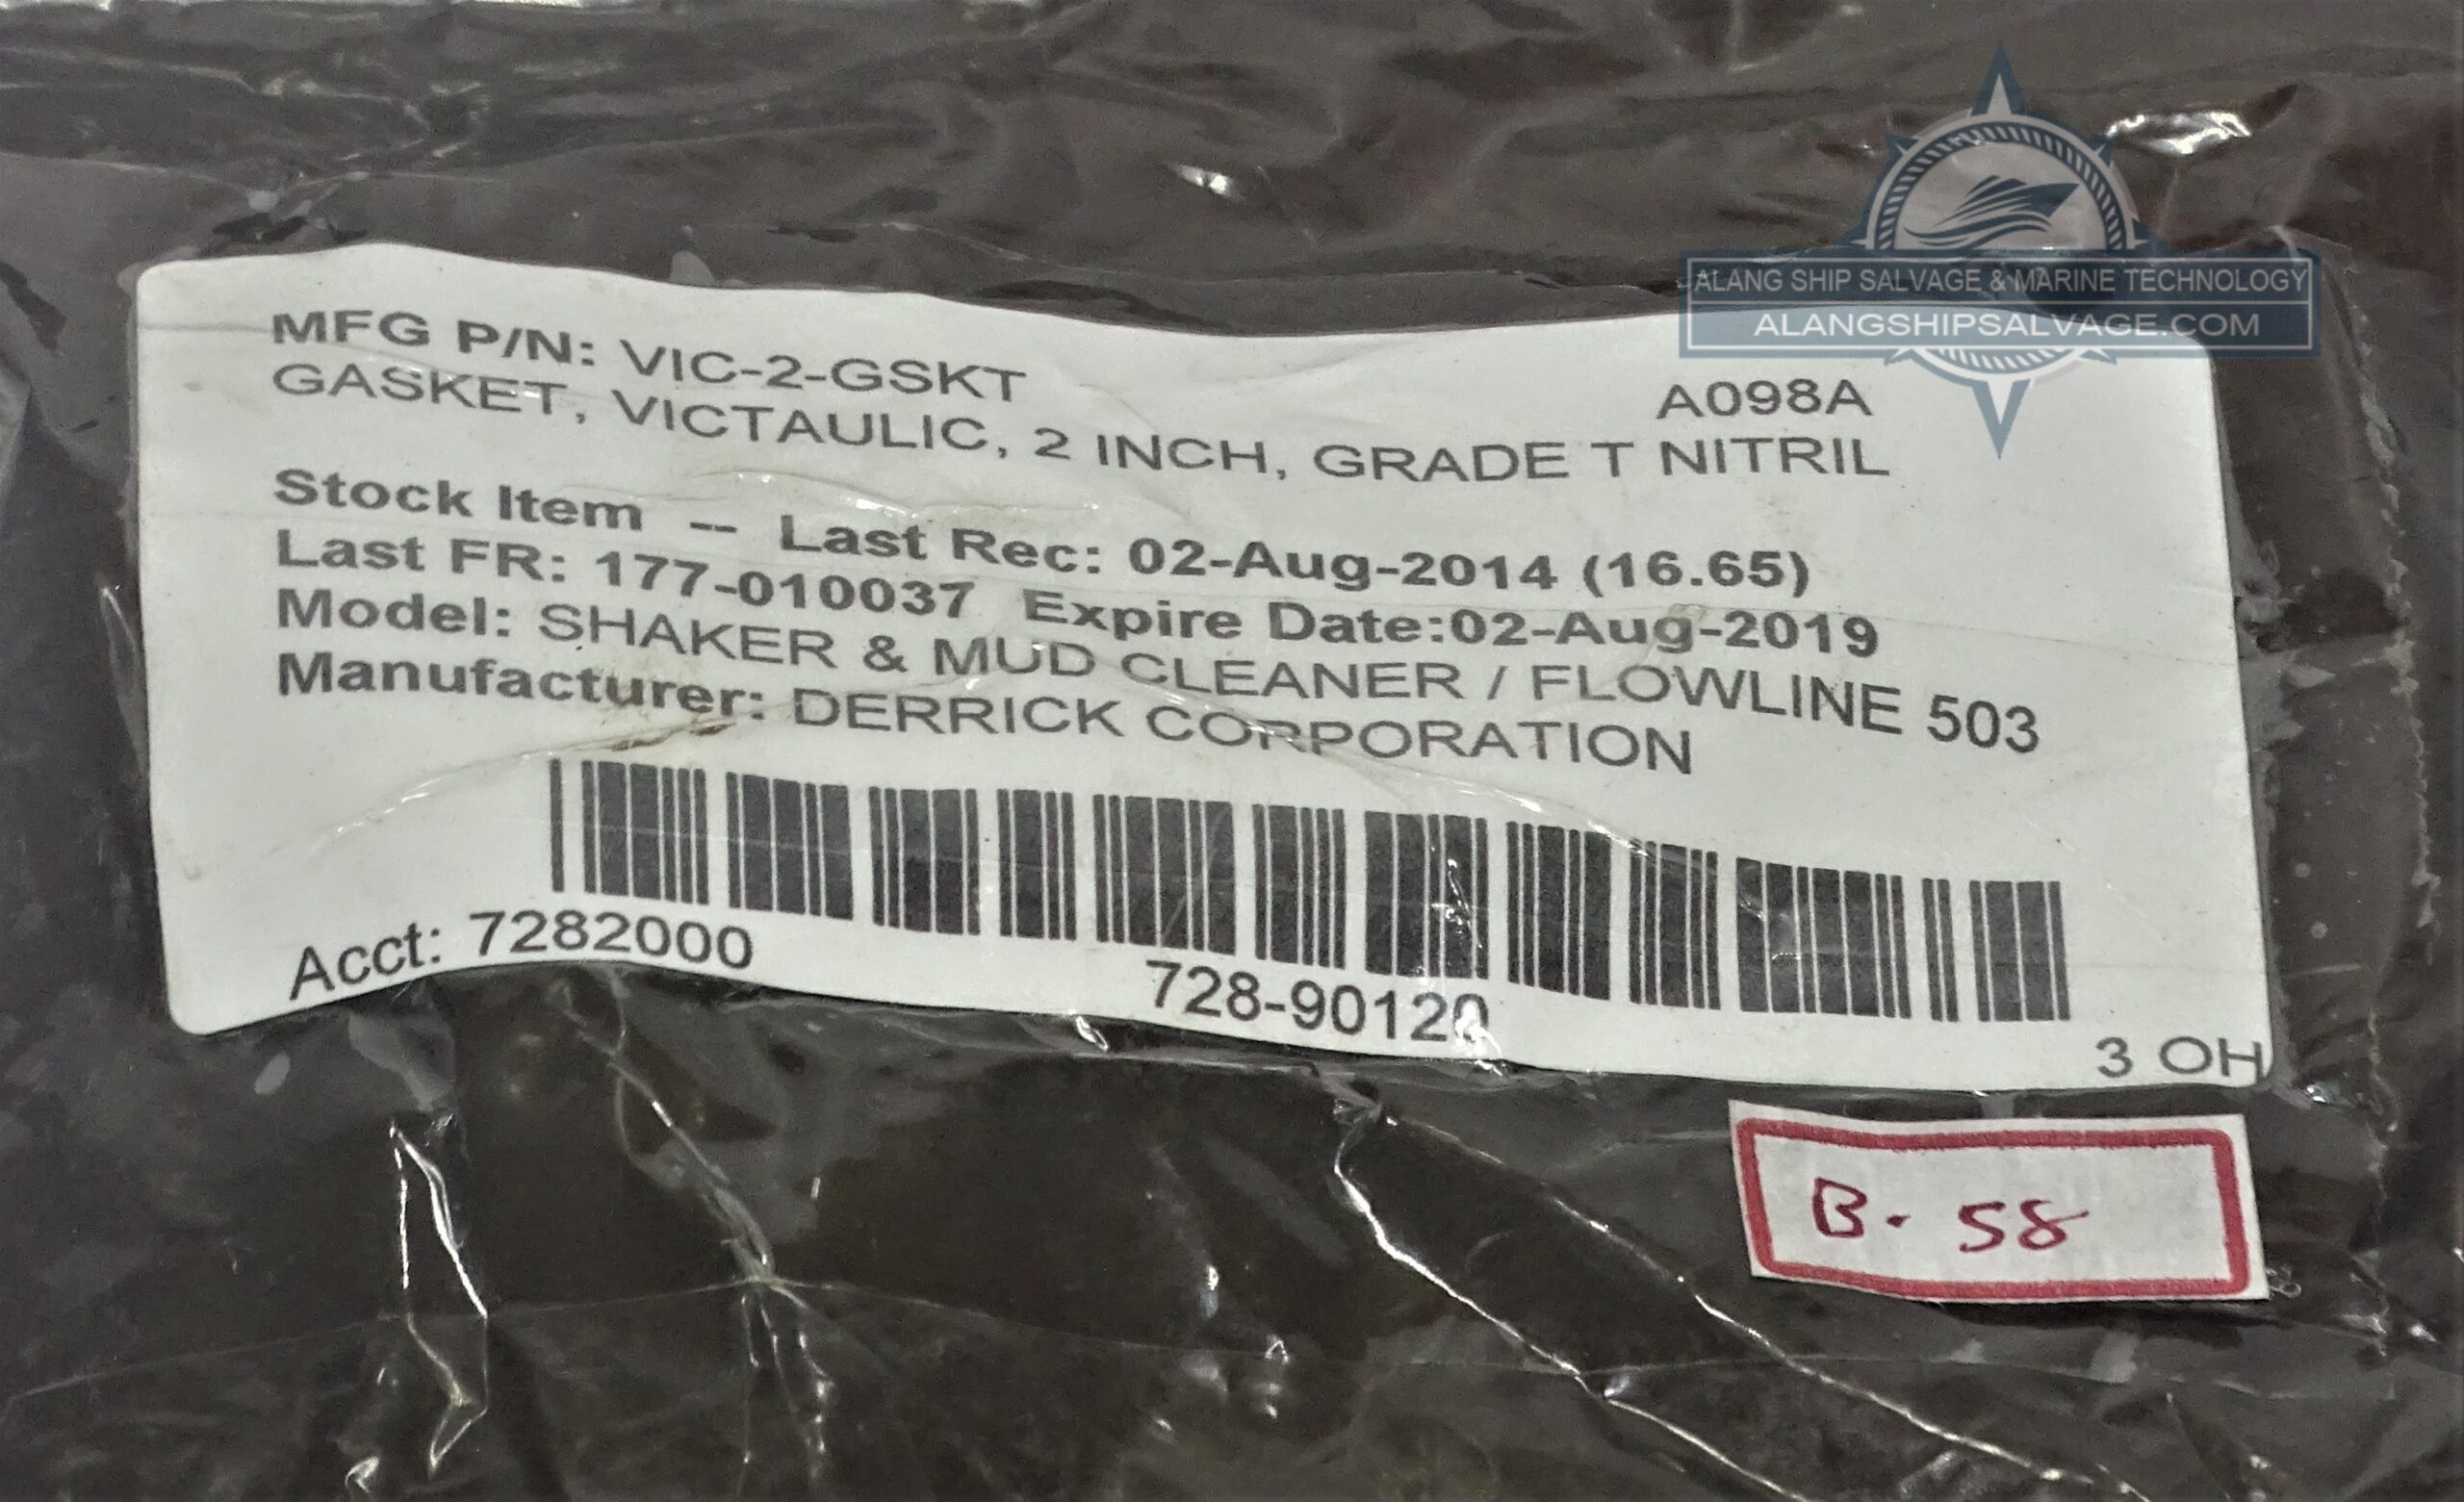 ALANG SHIP SALVAGE & MARINE TECHNOLOGY
ALANGSHIPSALVAGE.COM
MFG P/N: VIC-2-GSKT A098A
GASKET, VICTAULIC, 2 INCH, GRADE T NITRIL
Stock Item -- Last Rec: 02-Aug-2014 (16.65)
Last FR: 177-010037 Expire Date:02-Aug-2019
Model: SHAKER & MUD CLEANER / FLOWLINE 503
Manufacturer: DERRICK CORPORATION
Acct: 7282000 728-90120 3 OH
B. 58